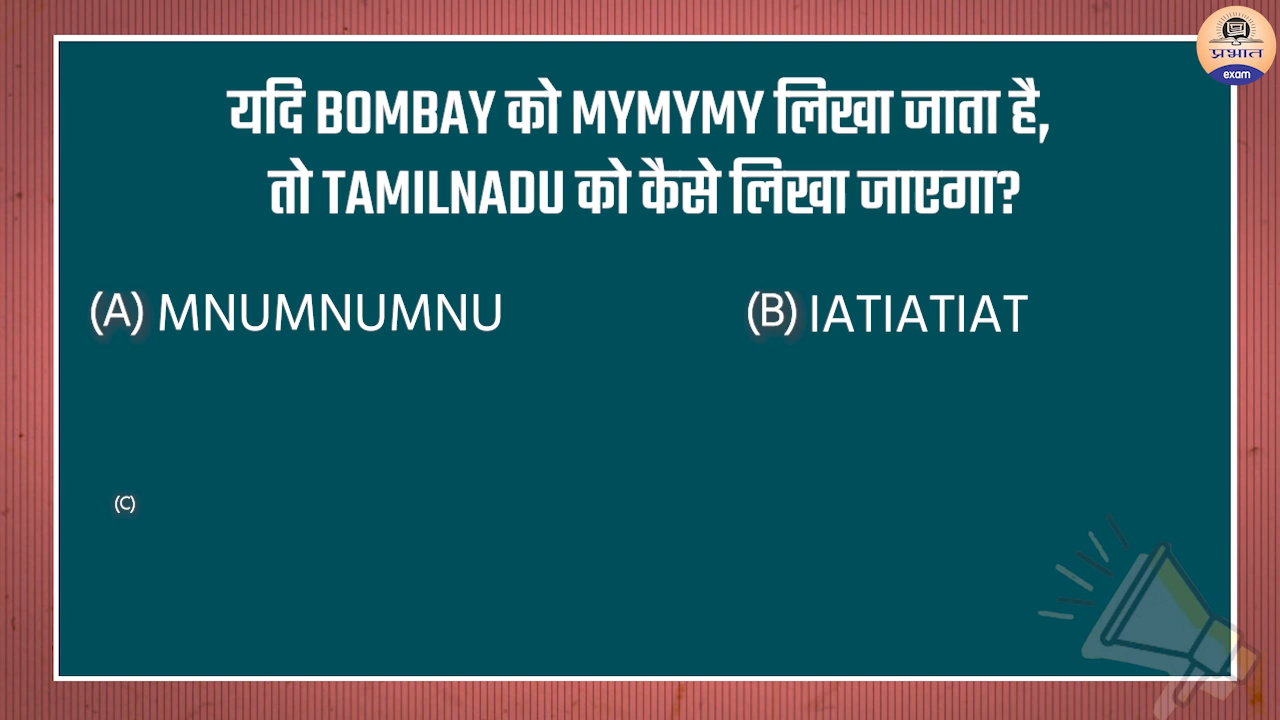 प्रभात
exam
यदि BOMBAY को MYMYMY लिखा जाता है,
तो TAMILNADU को कैसे लिखा जाएगा?
(A) MNUMNUMNU
(B) IATIATIAT
(C)